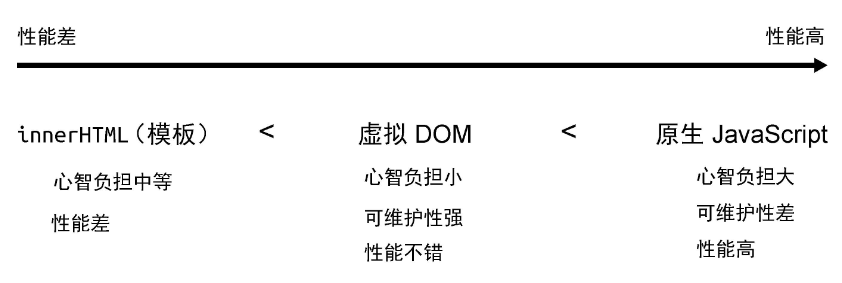 性能差 性能高
innerHTML（模板） < 虚拟 DOM < 原生 JavaScript
心智负担中等 心智负担小 心智负担大
性能差 可维护性强 可维护性差
性能不错 性能高